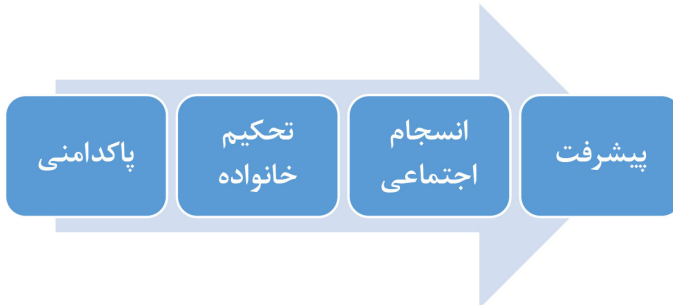 پاکدامنی
تحکیم
خانواده
انسجام
اجتماعی
پیشرفت